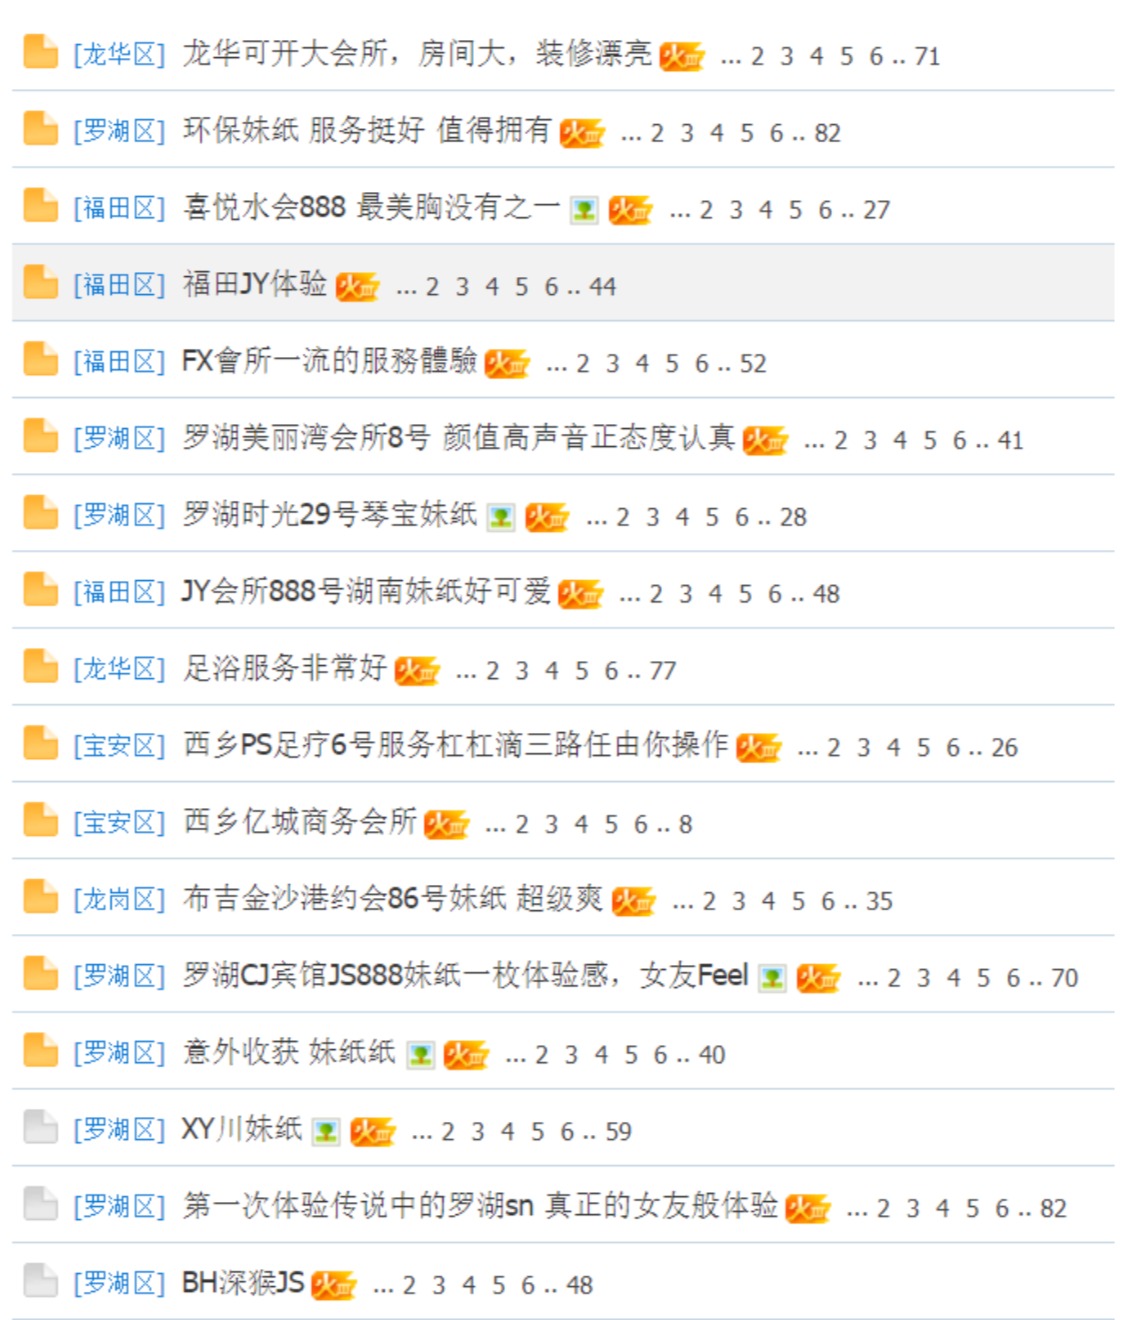 [龙华区] 龙华可开大会所，房间大，装修漂亮 火 ... 2 3 4 5 6 .. 71
[罗湖区] 环保妹纸 服务挺好 值得拥有 火 ... 2 3 4 5 6 .. 82
[福田区] 喜悦水会888 最美胸没有之一 火 ... 2 3 4 5 6 .. 27
[福田区] 福田JY体验 火 ... 2 3 4 5 6 .. 44
[福田区] FX會所一流的服務體驗 火 ... 2 3 4 5 6 .. 52
[罗湖区] 罗湖美丽湾会所8号 颜值高声音正态度认真 火 ... 2 3 4 5 6 .. 41
[罗湖区] 罗湖时光29号琴宝妹纸 火 ... 2 3 4 5 6 .. 28
[福田区] JY会所888号湖南妹纸好可爱 火 ... 2 3 4 5 6 .. 48
[龙华区] 足浴服务非常好 火 ... 2 3 4 5 6 .. 77
[宝安区] 西乡PS足疗6号服务杠杠滴三路任由你操作 火 ... 2 3 4 5 6 .. 26
[宝安区] 西乡亿城商务会所 火 ... 2 3 4 5 6 .. 8
[龙岗区] 布吉金沙港约会86号妹纸 超级爽 火 ... 2 3 4 5 6 .. 35
[罗湖区] 罗湖CJ宾馆JS888妹纸一枚体验感，女友Feel 火 ... 2 3 4 5 6 .. 70
[罗湖区] 意外收获 妹纸纸 火 ... 2 3 4 5 6 .. 40
[罗湖区] XY川妹纸 火 ... 2 3 4 5 6 .. 59
[罗湖区] 第一次体验传说中的罗湖sn 真正的女友般体验 火 ... 2 3 4 5 6 .. 82
[罗湖区] BH深猴JS 火 ... 2 3 4 5 6 .. 48